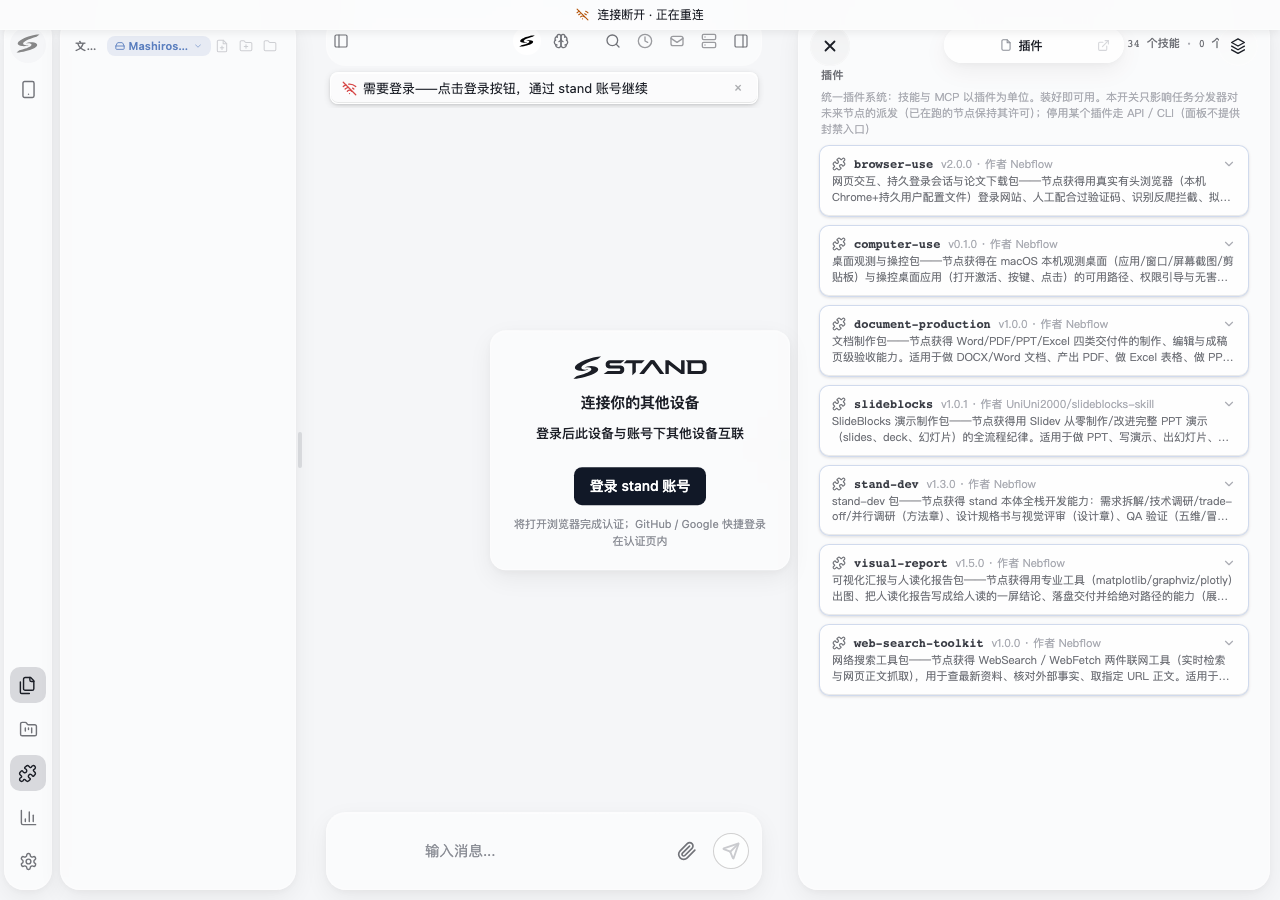 连接断开 · 正在重连
文...
Mashiros...
需要登录——点击登录按钮，通过 stand 账号继续
×
STAND
连接你的其他设备
登录后此设备与账号下其他设备互联
登录 stand 账号
将打开浏览器完成认证；GitHub / Google 快捷登录
在认证页内
输入消息...
插件
34 个技能 · 0 个
插件
统一插件系统：技能与 MCP 以插件为单位。装好即可用。本开关只影响任务分发器对
未来节点的派发（已在跑的节点保持其许可）；停用某个插件走 API / CLI（面板不提供
封禁入口）
browser-use v2.0.0 · 作者 Nebflow
网页交互、持久登录会话与论文下载包——节点获得用真实有头浏览器（本机
Chrome+持久用户配置文件）登录网站、人工配合过验证码、识别反爬拦截、拟...
computer-use v0.1.0 · 作者 Nebflow
桌面观测与操控包——节点获得在 macOS 本机观测桌面（应用/窗口/屏幕截图/剪
贴板）与操控桌面应用（打开激活、按键、点击）的可用路径、权限引导与无害...
document-production v1.0.0 · 作者 Nebflow
文档制作包——节点获得 Word/PDF/PPT/Excel 四类交付件的制作、编辑与成稿
页级验收能力。适用于做 DOCX/Word 文档、产出 PDF、做 Excel 表格、做 PP...
slideblocks v1.0.1 · 作者 UniUni2000/slideblocks-skill
SlideBlocks 演示制作包——节点获得用 Slidev 从零制作/改进完整 PPT 演示
（slides、deck、幻灯片）的全流程纪律。适用于做 PPT、写演示、出幻灯片、...
stand-dev v1.3.0 · 作者 Nebflow
stand-dev 包——节点获得 stand 本体全栈开发能力：需求拆解/技术调研/trade-
off/并行调研（方法章）、设计规格书与视觉评审（设计章）、QA 验证（五维/冒...
visual-report v1.5.0 · 作者 Nebflow
可视化汇报与人读化报告包——节点获得用专业工具（matplotlib/graphviz/plotly）
出图、把人读化报告写成给人读的一屏结论、落盘交付并给绝对路径的能力（展...
web-search-toolkit v1.0.0 · 作者 Nebflow
网络搜索工具包——节点获得 WebSearch / WebFetch 两件联网工具（实时检索
与网页正文抓取），用于查最新资料、核对外部事实、取指定 URL 正文。适用于...